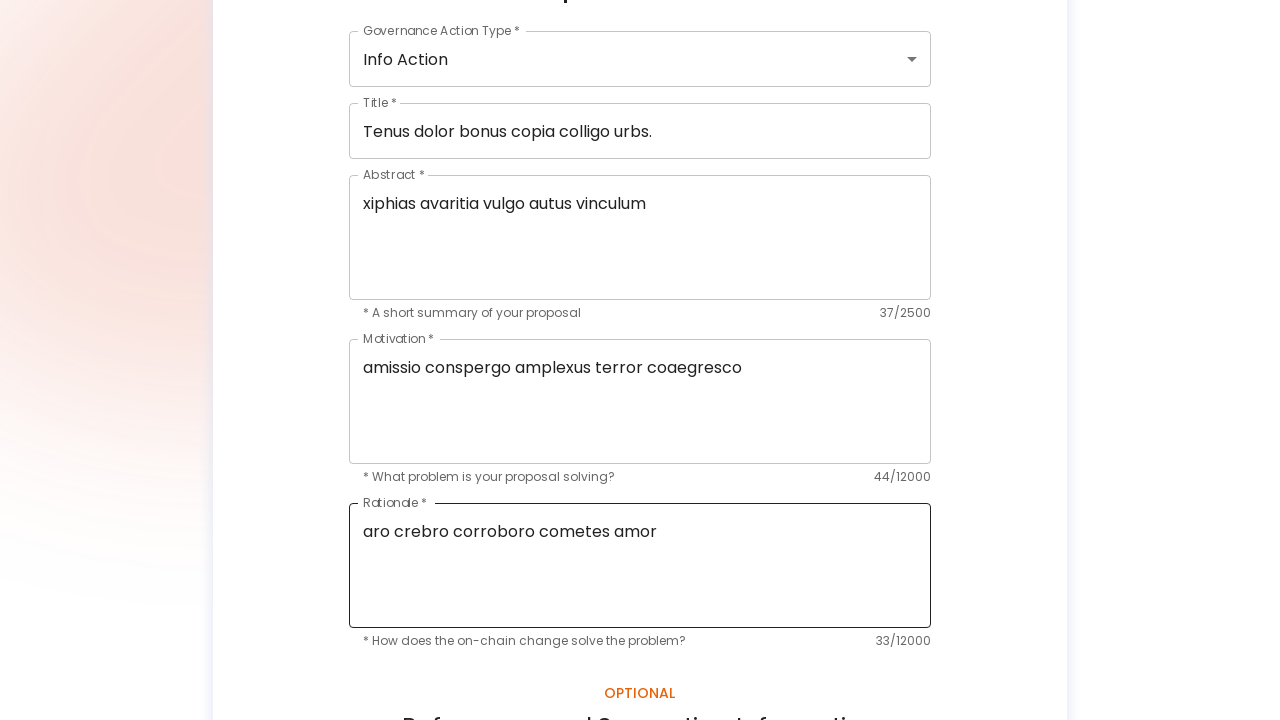 Governance Action Type *
Info Action
Title *
Tenus dolor bonus copia colligo urbs.
Abstract *
xiphias avaritia vulgo autus vinculum
* A short summary of your proposal 37/2500
Motivation *
amissio conspergo amplexus terror coaegresco
* What problem is your proposal solving? 44/12000
Rationale *
aro crebro corroboro cometes amor
* How does the on-chain change solve the problem? 33/12000
OPTIONAL